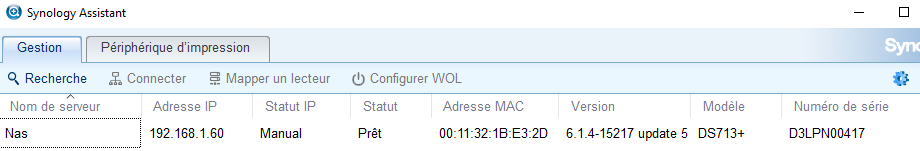 Synology Assistant
Gestion Périphérique d'impression
Recherche Connecter Mapper un lecteur Configurer WOL
Nom de serveur Adresse IP Statut IP Statut Adresse MAC Version Modèle Numéro de série
Nas 192.168.1.60 Manual Prêt 00:11:32:1B:E3:2D 6.1.4-15217 update 5 DS713+ D3LPN00417